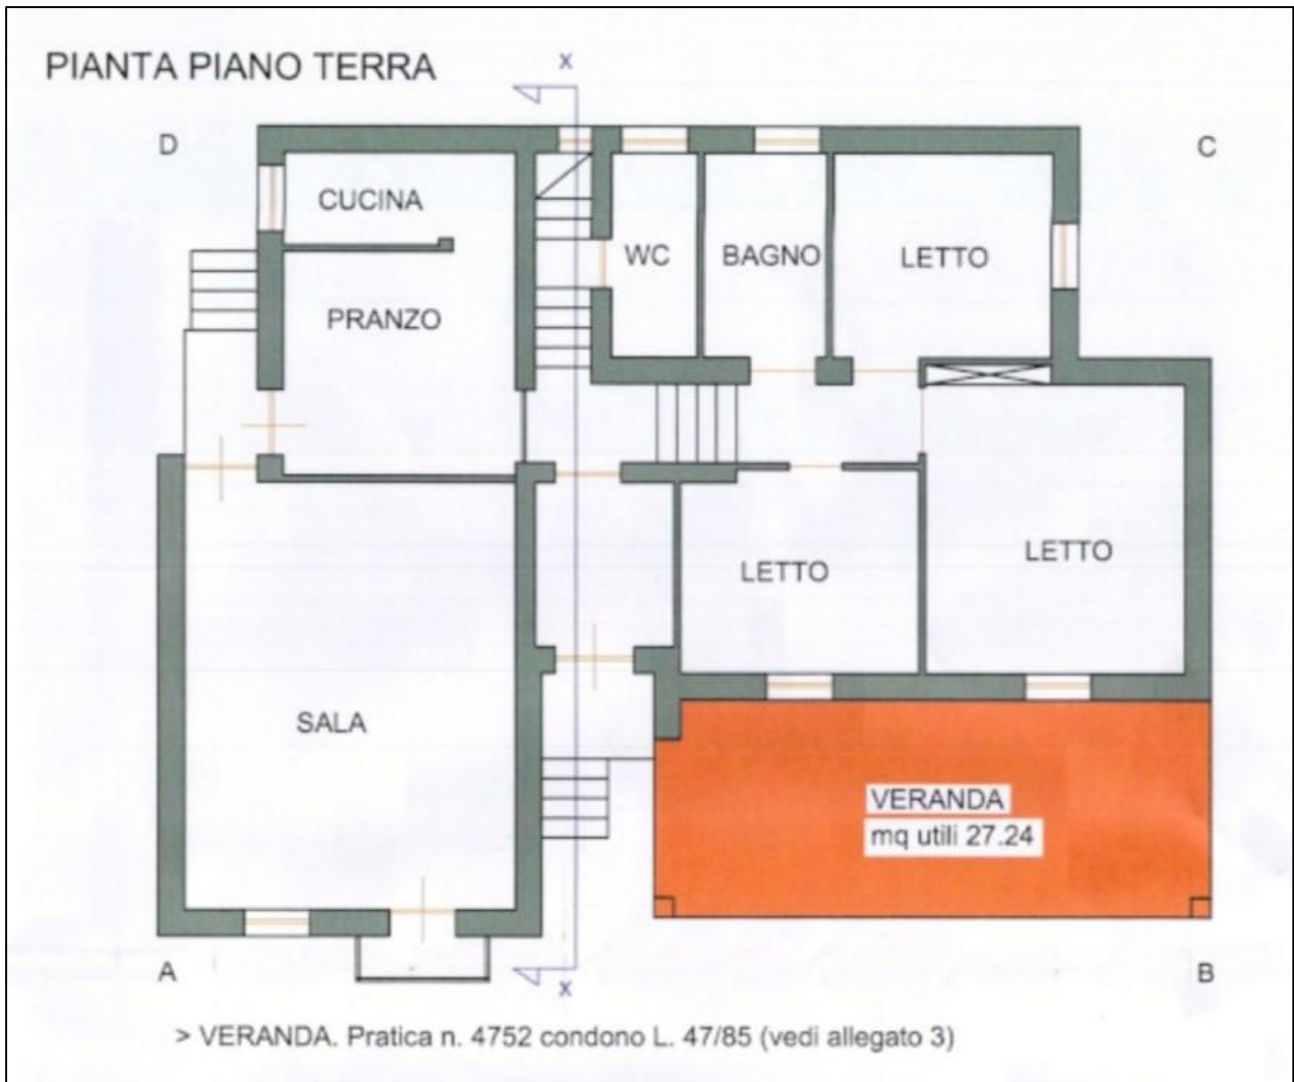 PIANTA PIANO TERRA
x
D
C
CUCINA
WC
BAGNO
LETTO
PRANZO
LETTO
LETTO
SALA
VERANDA
mq utili 27.24
A
x
B
> VERANDA. Pratica n. 4752 condono L. 47/85 (vedi allegato 3)